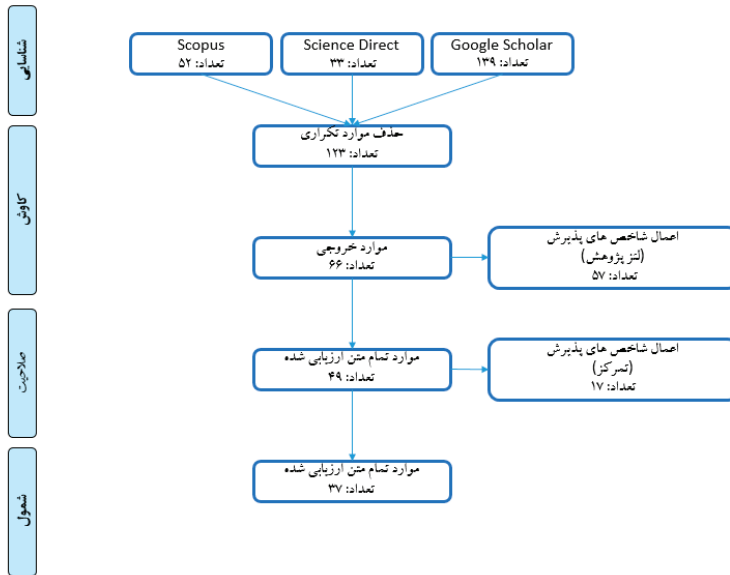 شناسایی
Scopus
تعداد: ۵۲
Science Direct
تعداد: ۳۳
Google Scholar
تعداد: ۱۳۹
کاوش
حذف موارد تکراری
تعداد: ۱۲۳
موارد خروجی
تعداد: ۶۶
اعمال شاخص های پذیرش
(لنز پژوهش)
تعداد: ۵۷
صلاحیت
موارد تمام متن ارزیابی شده
تعداد: ۴۹
اعمال شاخص های پذیرش
(تمرکز)
تعداد: ۱۷
شمول
موارد تمام متن ارزیابی شده
تعداد: ۳۷